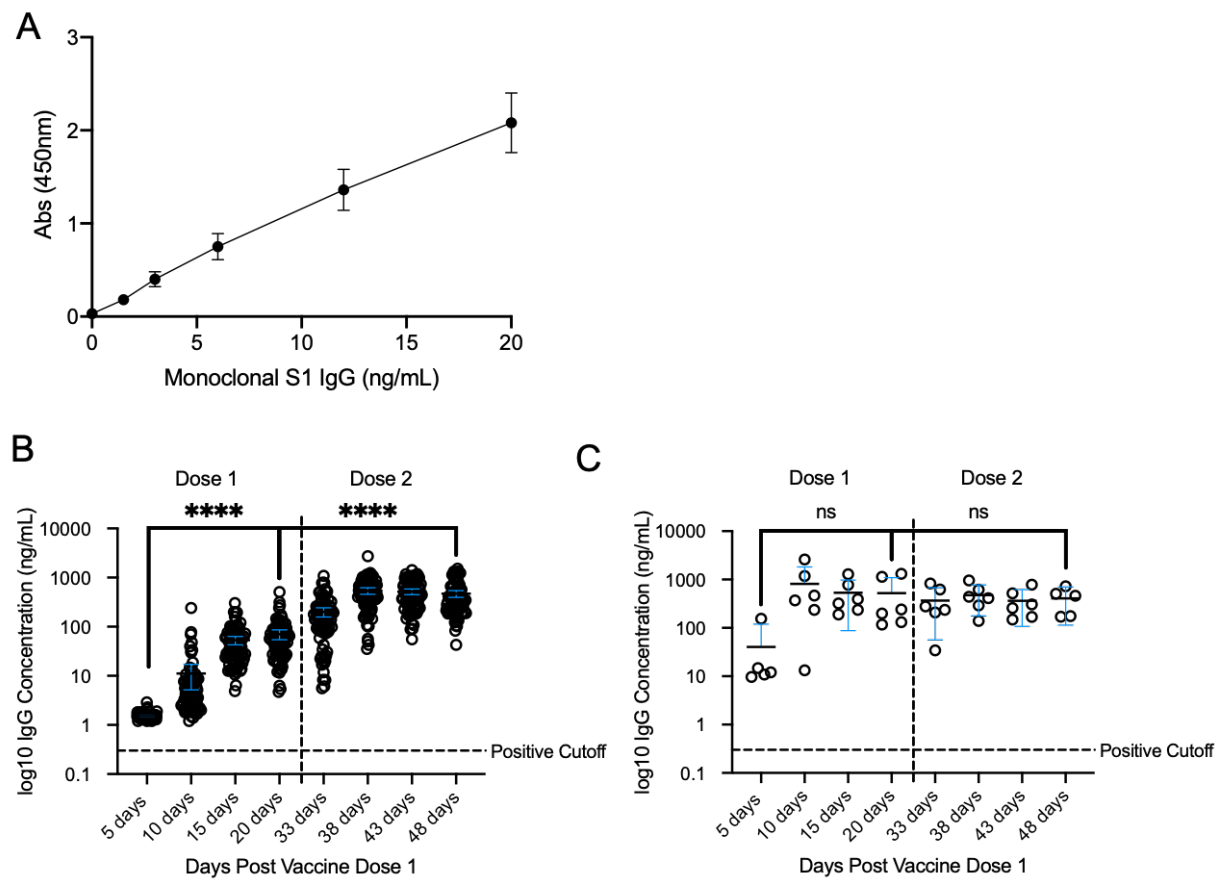 A
3
2
1
0
Abs (450nm)
0 5 10 15 20
Monoclonal S1 IgG (ng/mL)
B
Dose 1 Dose 2
**** ****
log10 IgG Concentration (ng/mL)
10000
1000
100
10
1
0.1
Positive Cutoff
5 days 10 days 15 days 20 days 33 days 38 days 43 days 48 days
Days Post Vaccine Dose 1
C
Dose 1 Dose 2
ns ns
log10 IgG Concentration (ng/mL)
10000
1000
100
10
1
0.1
Positive Cutoff
5 days 10 days 15 days 20 days 33 days 38 days 43 days 48 days
Days Post Vaccine Dose 1